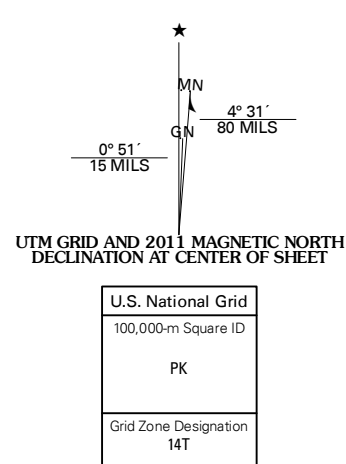 ★
MN
4° 31´
80 MILS
GN
0° 51´
15 MILS
UTM GRID AND 2011 MAGNETIC NORTH
DECLINATION AT CENTER OF SHEET
U.S. National Grid
100,000-m Square ID
PK
Grid Zone Designation
14T